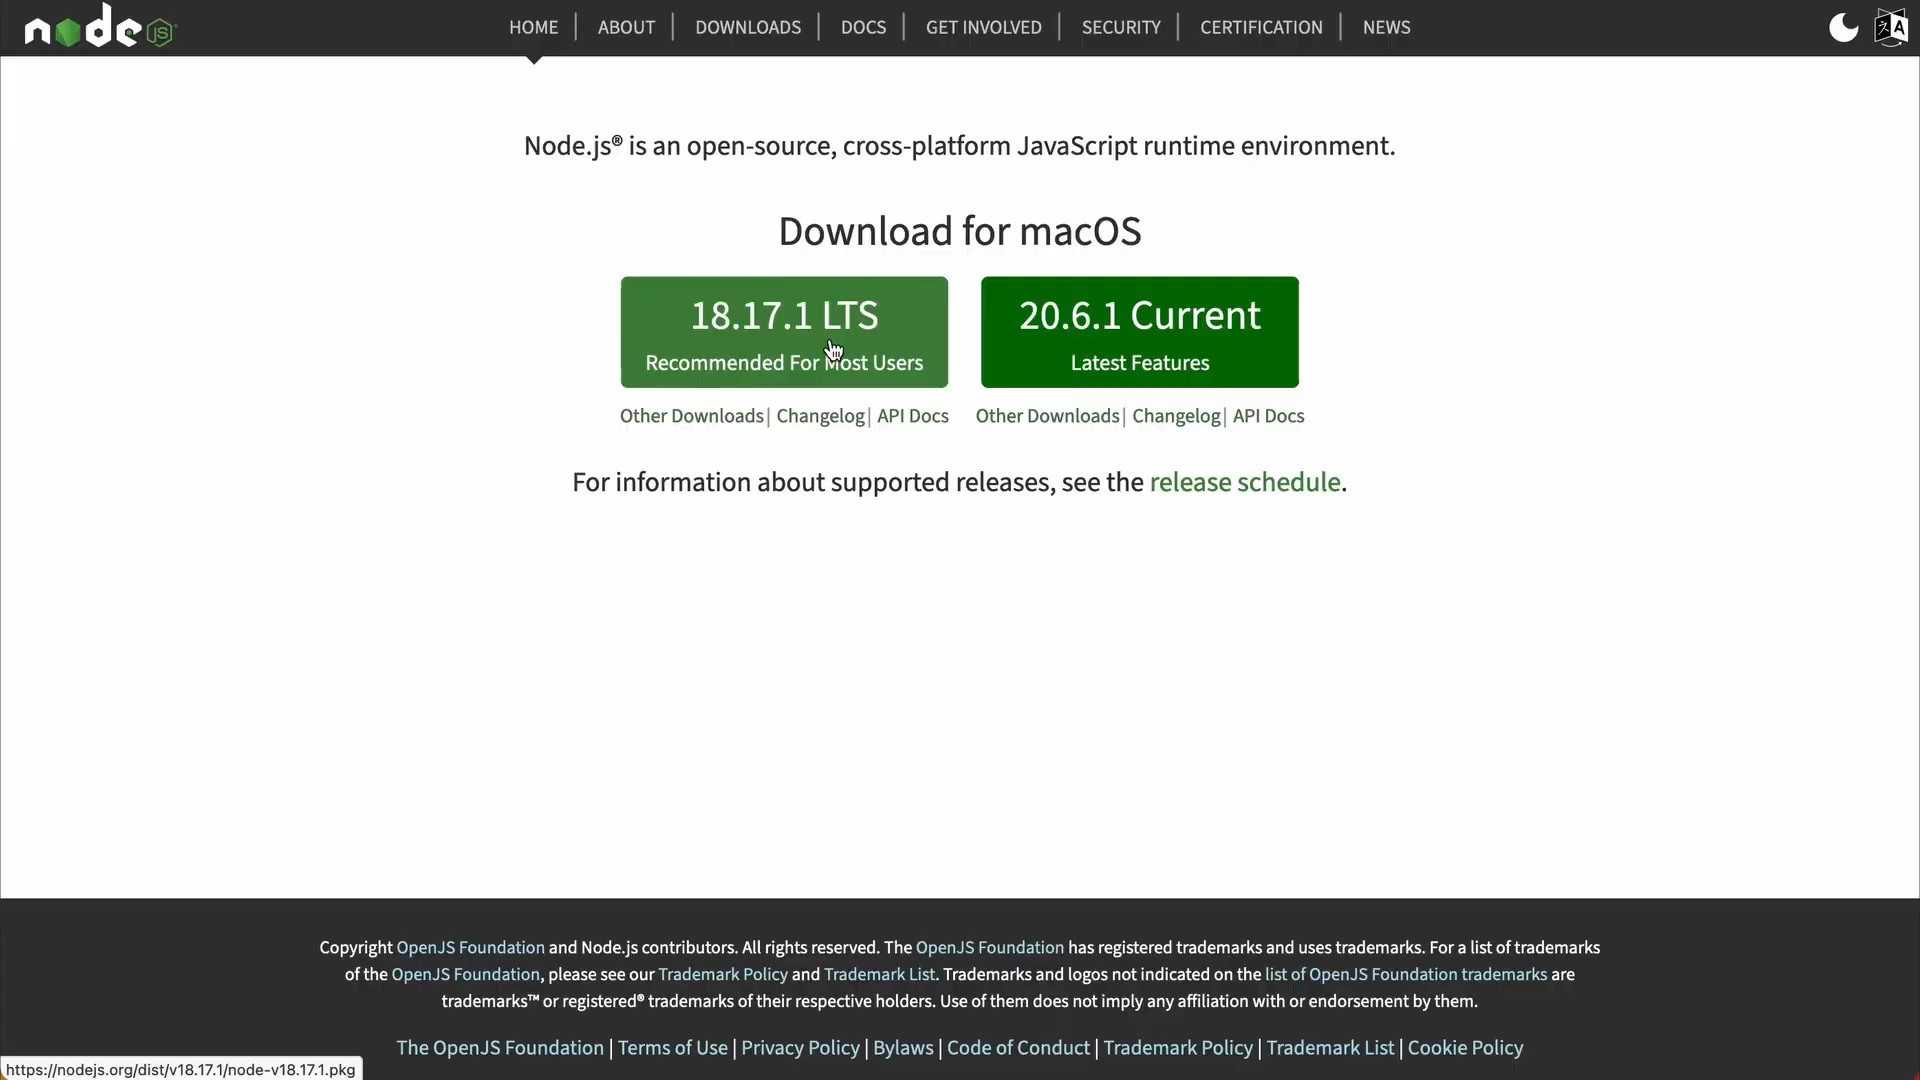 node JS
HOME | ABOUT | DOWNLOADS | DOCS | GET INVOLVED | SECURITY | CERTIFICATION | NEWS
Node.js® is an open-source, cross-platform JavaScript runtime environment.
Download for macOS
18.17.1 LTS
Recommended For Most Users
20.6.1 Current
Latest Features
Other Downloads | Changelog | API Docs
Other Downloads | Changelog | API Docs
For information about supported releases, see the release schedule.
Copyright OpenJS Foundation and Node.js contributors. All rights reserved. The OpenJS Foundation has registered trademarks and uses trademarks. For a list of trademarks
of the OpenJS Foundation, please see our Trademark Policy and Trademark List. Trademarks and logos not indicated on the list of OpenJS Foundation trademarks are
trademarks™ or registered® trademarks of their respective holders. Use of them does not imply any affiliation with or endorsement by them.
The OpenJS Foundation | Terms of Use | Privacy Policy | Bylaws | Code of Conduct | Trademark Policy | Trademark List | Cookie Policy
https://nodejs.org/dist/v18.17.1/node-v18.17.1.pkg